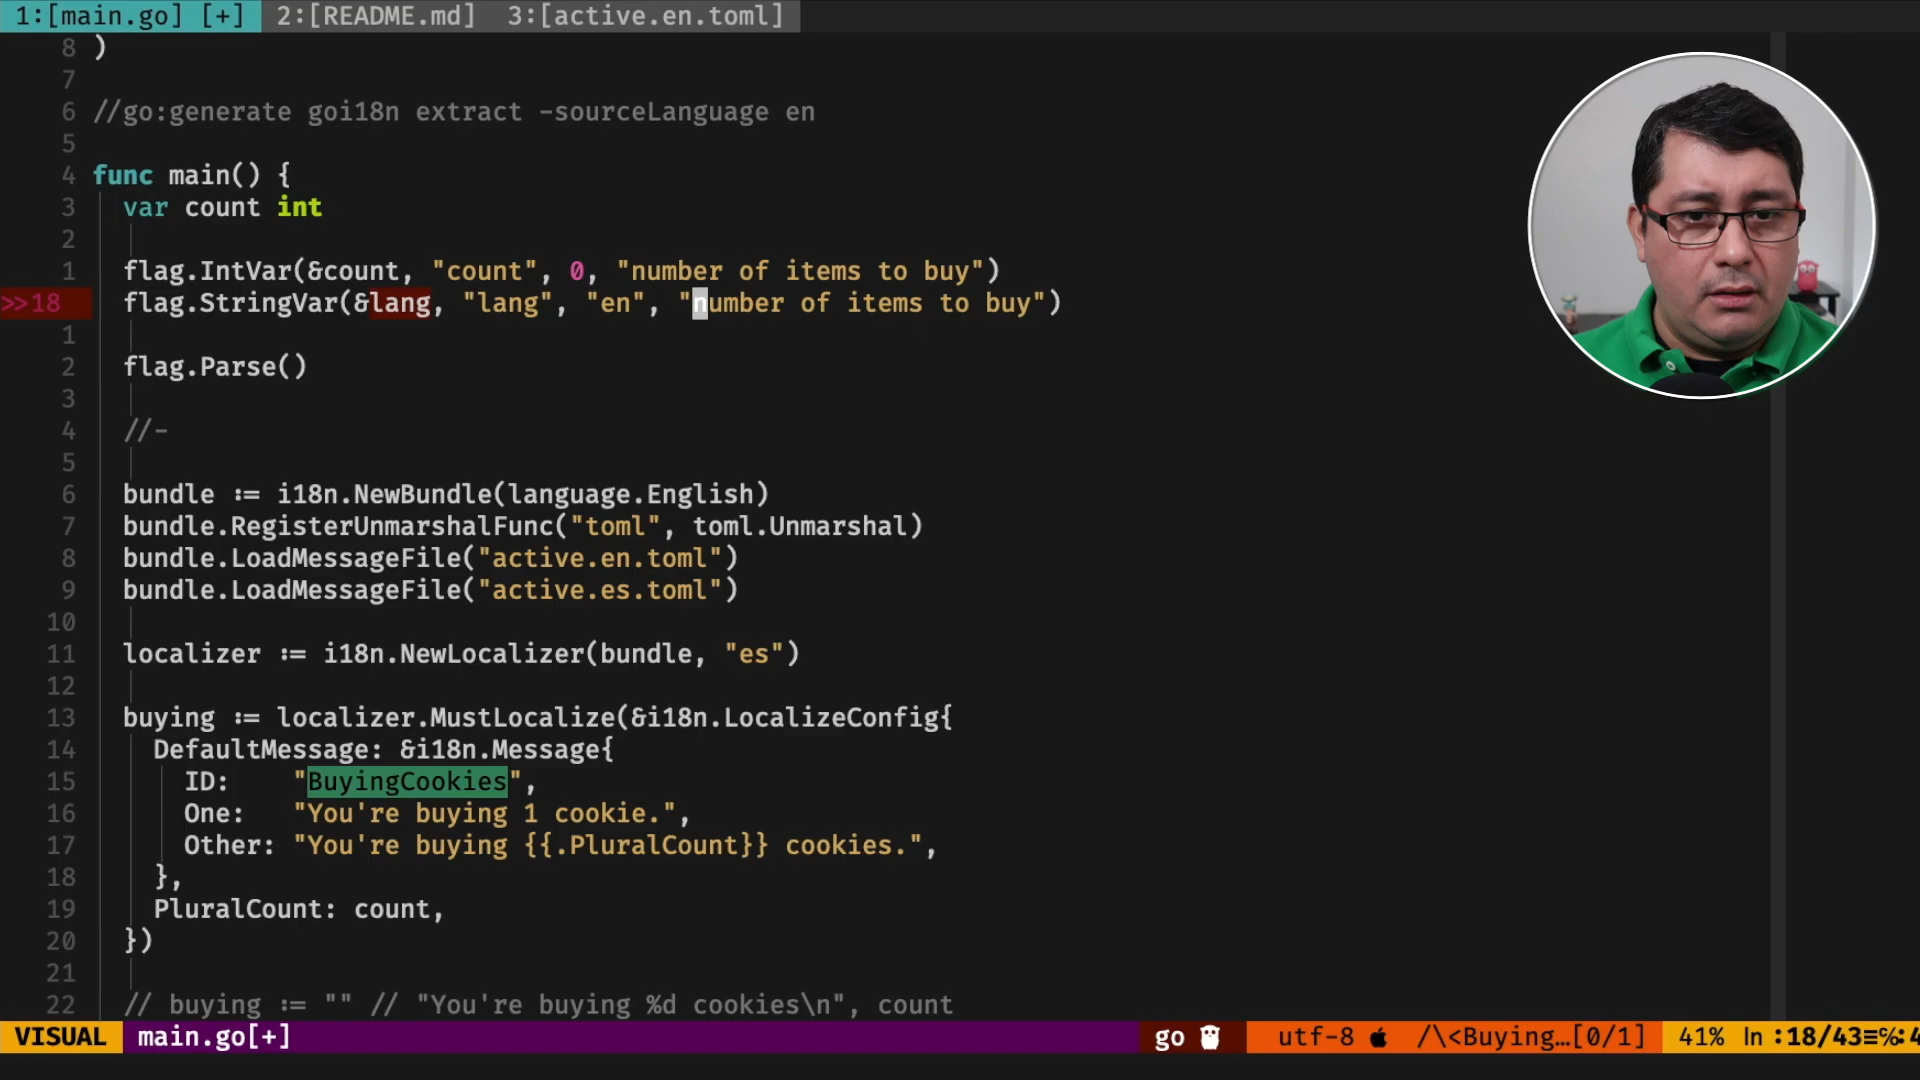 1:[main.go] [+] 2:[README.md] 3:[active.en.toml]
8 )
7
6 //go:generate goi18n extract -sourceLanguage en
5
4 func main() {
3 var count int
2
1 flag.IntVar(&count, "count", 0, "number of items to buy")
>>18 flag.StringVar(&lang, "lang", "en", "number of items to buy")
1
2 flag.Parse()
3
4 //-
5
6 bundle := i18n.NewBundle(language.English)
7 bundle.RegisterUnmarshalFunc("toml", toml.Unmarshal)
8 bundle.LoadMessageFile("active.en.toml")
9 bundle.LoadMessageFile("active.es.toml")
10
11 localizer := i18n.NewLocalizer(bundle, "es")
12
13 buying := localizer.MustLocalize(&i18n.LocalizeConfig{
14 DefaultMessage: &i18n.Message{
15 ID: "BuyingCookies",
16 One: "You're buying 1 cookie.",
17 Other: "You're buying {{.PluralCount}} cookies.",
18 },
19 PluralCount: count,
20 })
21
22 // buying := "" // "You're buying %d cookies\n", count
VISUAL main.go[+] go utf-8 /\<Buying…[0/1] 41% ln :18/43≡℅:4